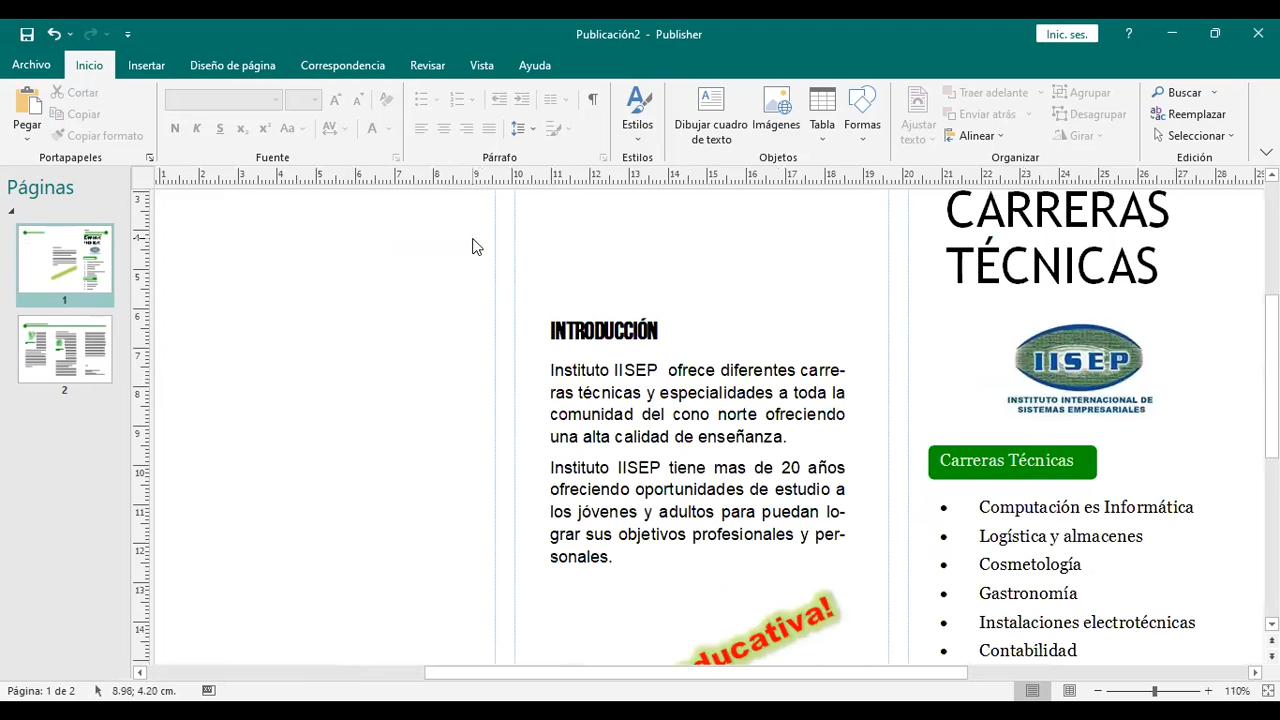 Publicación2 - Publisher
Inic. ses.
?
Archivo
Inicio
Insertar
Diseño de página
Correspondencia
Revisar
Vista
Ayuda
Pegar
Cortar
Copiar
Copiar formato
Portapapeles
N K S
Aa
Fuente
Párrafo
Estilos
Estilos
Dibujar cuadro
de texto
Imágenes
Tabla
Formas
Objetos
Ajustar
texto
Traer adelante
Enviar atrás
Alinear
Agrupar
Desagrupar
Girar
Organizar
Buscar
Reemplazar
Seleccionar
Edición
Páginas
1
2
CARRERAS
TÉCNICAS
INTRODUCCIÓN
Instituto IISEP ofrece diferentes carre-
ras técnicas y especialidades a toda la
comunidad del cono norte ofreciendo
una alta calidad de enseñanza.
Instituto IISEP tiene mas de 20 años
ofreciendo oportunidades de estudio a
los jóvenes y adultos para puedan lo-
grar sus objetivos profesionales y per-
sonales.
ducativa!
IISEP
INSTITUTO INTERNACIONAL DE
SISTEMAS EMPRESARIALES
Carreras Técnicas
• Computación es Informática
• Logística y almacenes
• Cosmetología
• Gastronomía
• Instalaciones electrotécnicas
• Contabilidad
Página: 1 de 2
8.98; 4.20 cm.
110%